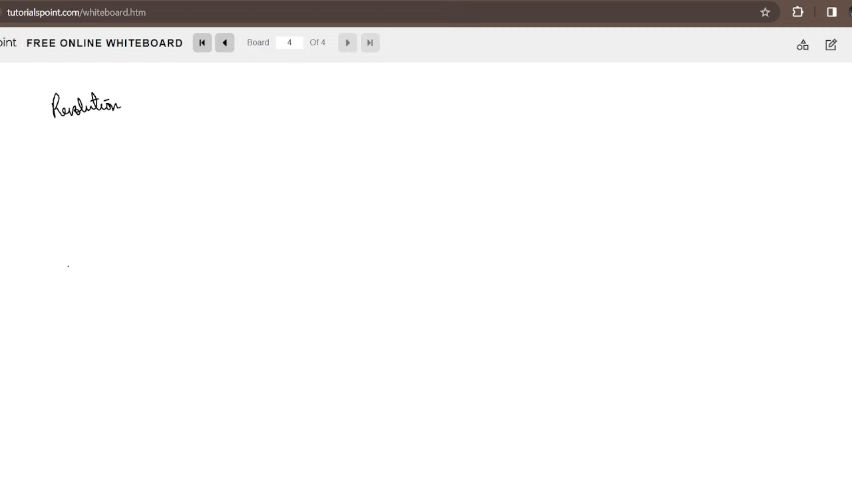 tutorialspoint.com/whiteboard.htm
oint FREE ONLINE WHITEBOARD Board 4 Of 4
Revolution